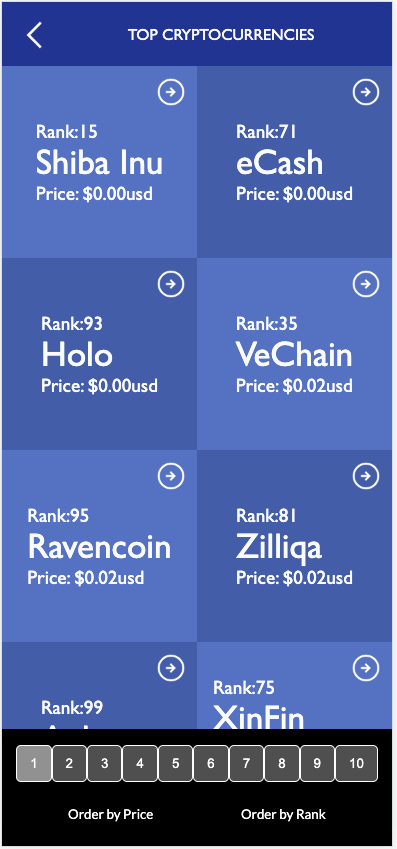 TOP CRYPTOCURRENCIES
Rank:15
Shiba Inu
Price: $0.00usd
Rank:71
eCash
Price: $0.00usd
Rank:93
Holo
Price: $0.00usd
Rank:35
VeChain
Price: $0.02usd
Rank:95
Ravencoin
Price: $0.02usd
Rank:81
Zilliqa
Price: $0.02usd
Rank:99
Rank:75
XinFin
1 2 3 4 5 6 7 8 9 10
Order by Price
Order by Rank